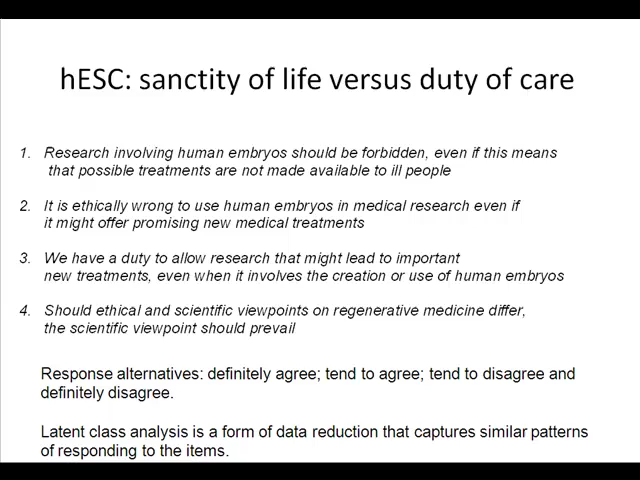 hESC: sanctity of life versus duty of care
1. Research involving human embryos should be forbidden, even if this means
that possible treatments are not made available to ill people
2. It is ethically wrong to use human embryos in medical research even if
it might offer promising new medical treatments
3. We have a duty to allow research that might lead to important
new treatments, even when it involves the creation or use of human embryos
4. Should ethical and scientific viewpoints on regenerative medicine differ,
the scientific viewpoint should prevail
Response alternatives: definitely agree; tend to agree; tend to disagree and
definitely disagree.
Latent class analysis is a form of data reduction that captures similar patterns
of responding to the items.